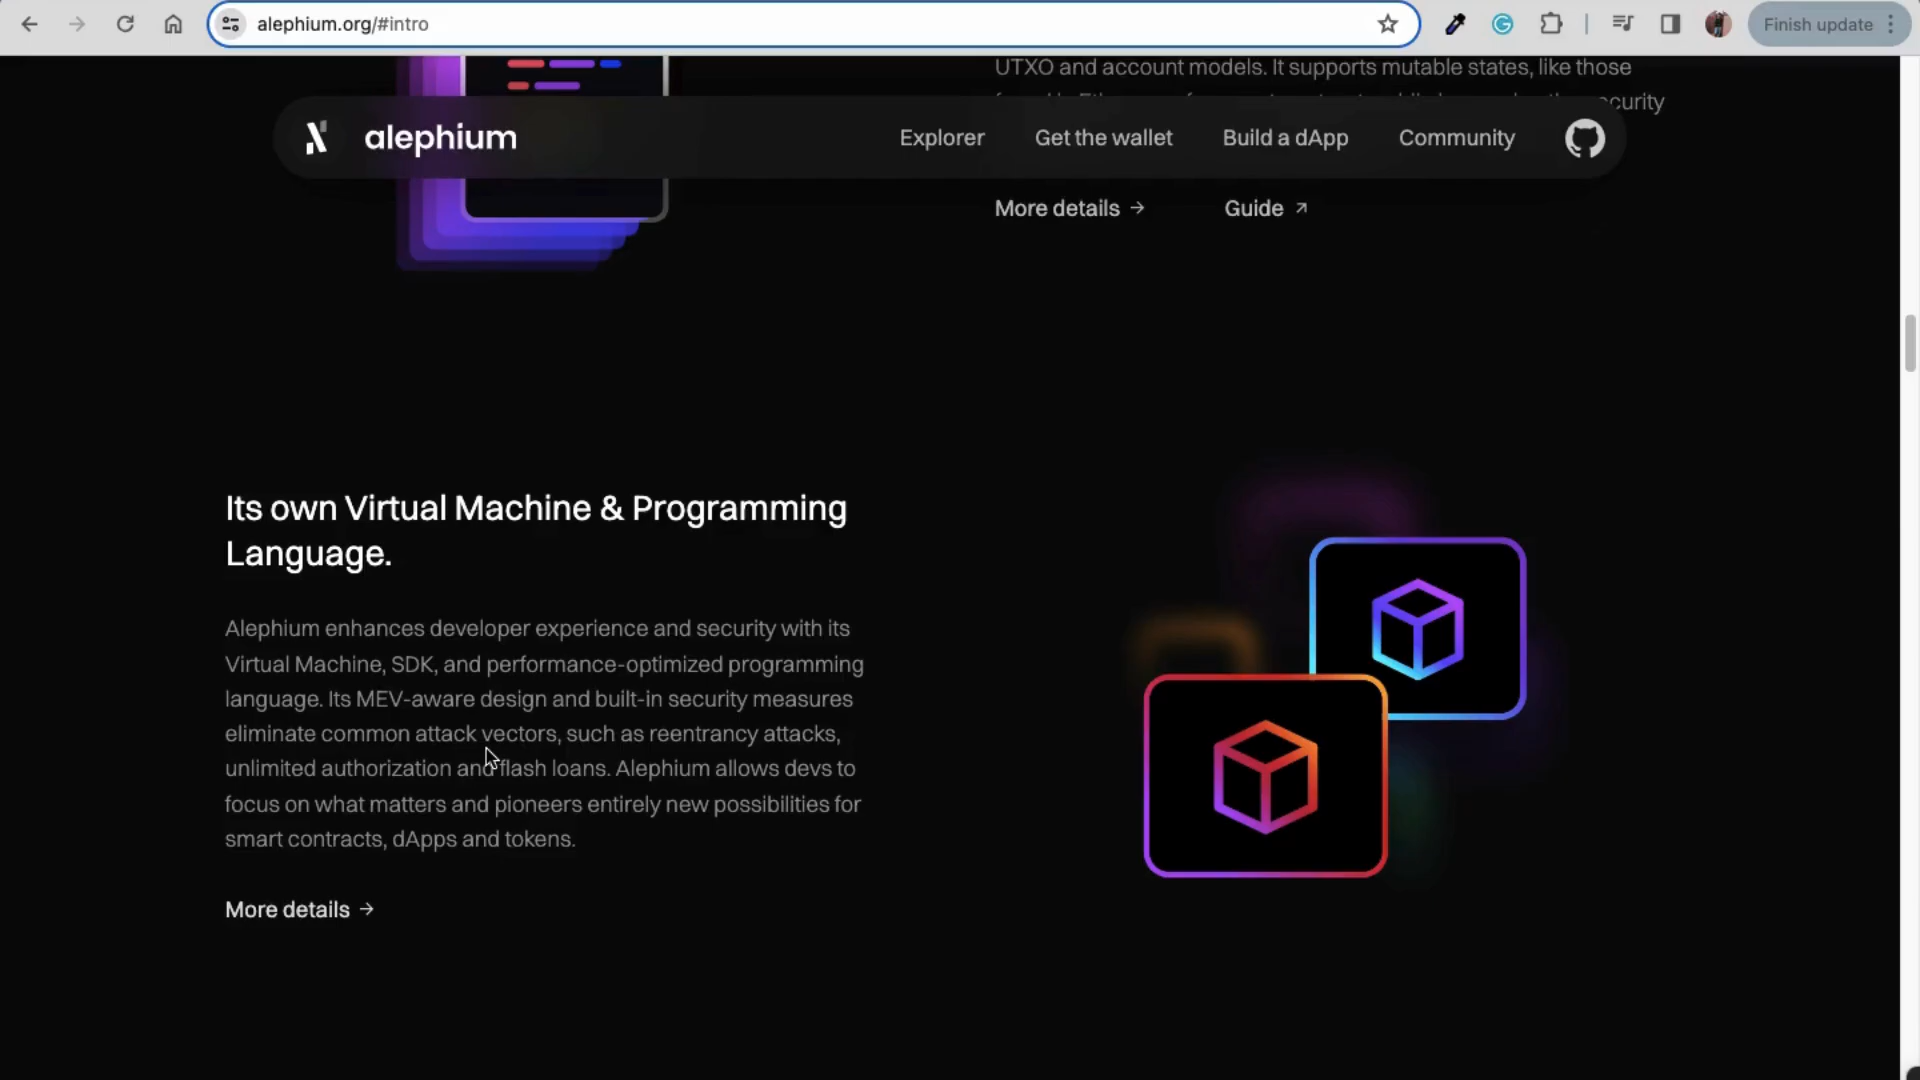 alephium.org/#intro
Finish update
UTXO and account models. It supports mutable states, like those
security
alephium
Explorer
Get the wallet
Build a dApp
Community
More details →
Guide ↗
Its own Virtual Machine & Programming
Language.
Alephium enhances developer experience and security with its
Virtual Machine, SDK, and performance-optimized programming
language. Its MEV-aware design and built-in security measures
eliminate common attack vectors, such as reentrancy attacks,
unlimited authorization and flash loans. Alephium allows devs to
focus on what matters and pioneers entirely new possibilities for
smart contracts, dApps and tokens.
More details →